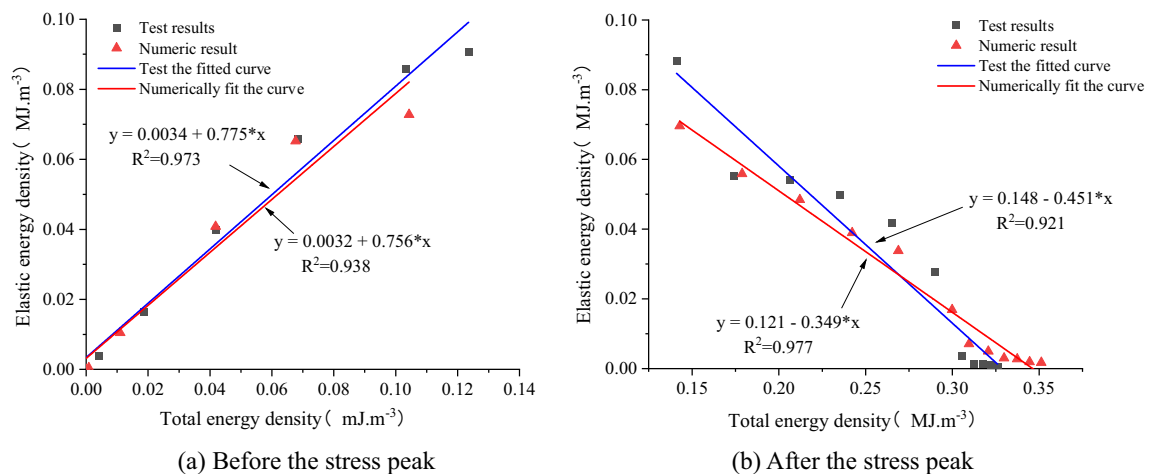 0.10
0.08
0.06
0.04
0.02
0.00
Elastic energy density( MJ.m⁻³)
Test results
Numeric result
Test the fitted curve
Numerically fit the curve
y = 0.0034 + 0.775*x
R²=0.973
y = 0.0032 + 0.756*x
R²=0.938
0.00 0.02 0.04 0.06 0.08 0.10 0.12 0.14
Total energy density( mJ.m⁻³)
(a) Before the stress peak
0.10
0.08
0.06
0.04
0.02
0.00
Elastic energy density( MJ.m⁻³)
Test results
Numeric result
Test the fitted curve
Numerically fit the curve
y = 0.148 - 0.451*x
R²=0.921
y = 0.121 - 0.349*x
R²=0.977
0.15 0.20 0.25 0.30 0.35
Total energy density( MJ.m⁻³)
(b) After the stress peak